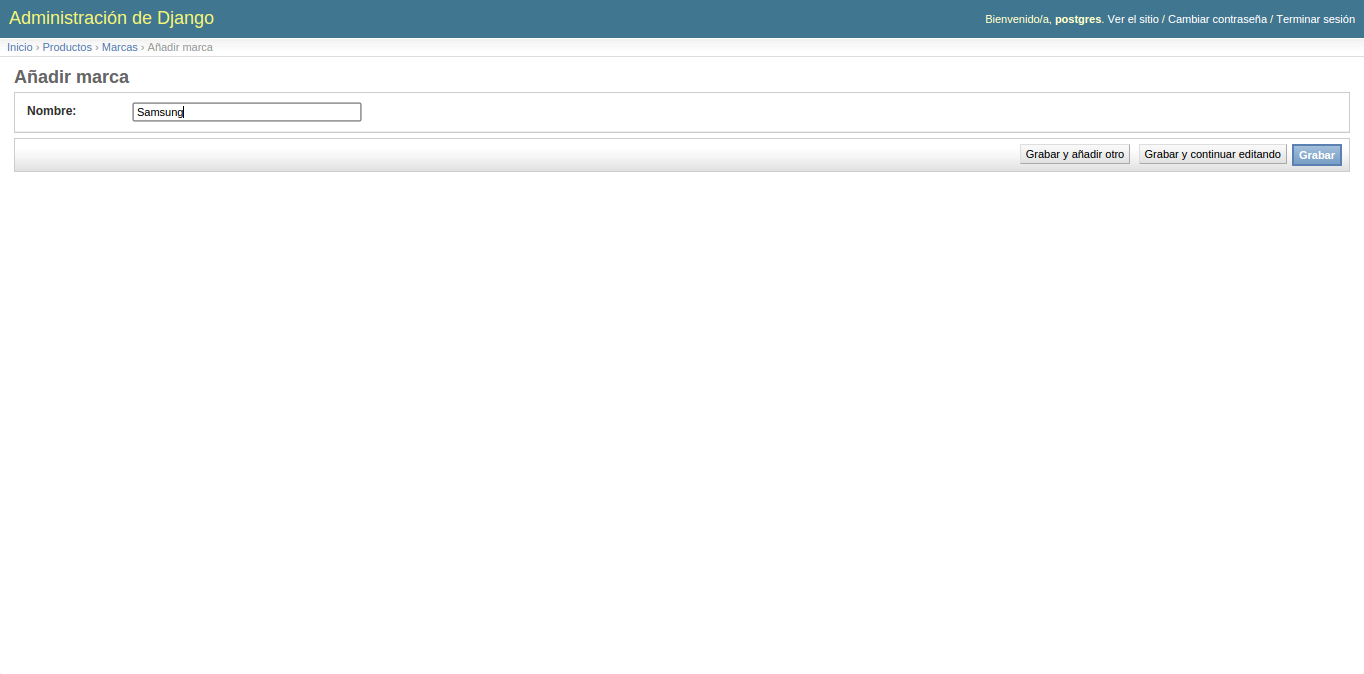 Administración de Django
Bienvenido/a, postgres. Ver el sitio / Cambiar contraseña / Terminar sesión
Inicio › Productos › Marcas › Añadir marca
Añadir marca
Nombre: Samsung
Grabar y añadir otro Grabar y continuar editando Grabar